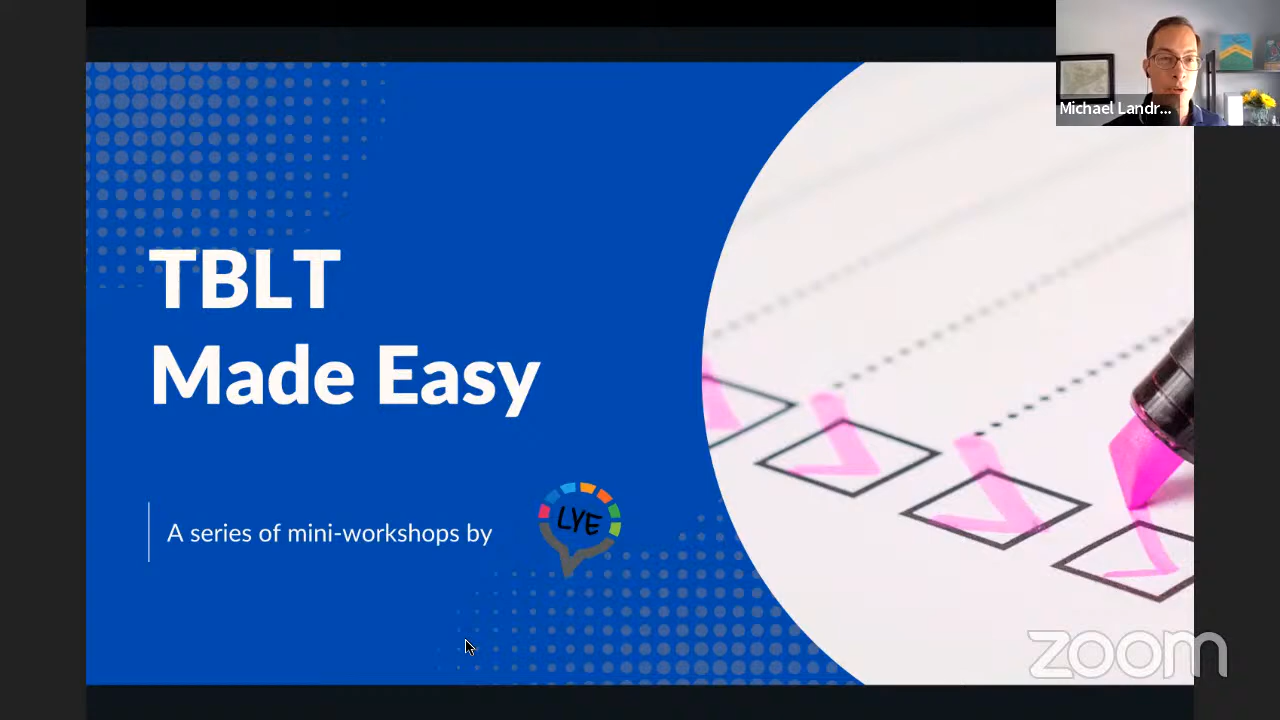 Michael Landr...
TBLT
Made Easy
A series of mini-workshops by
LYE
zoom